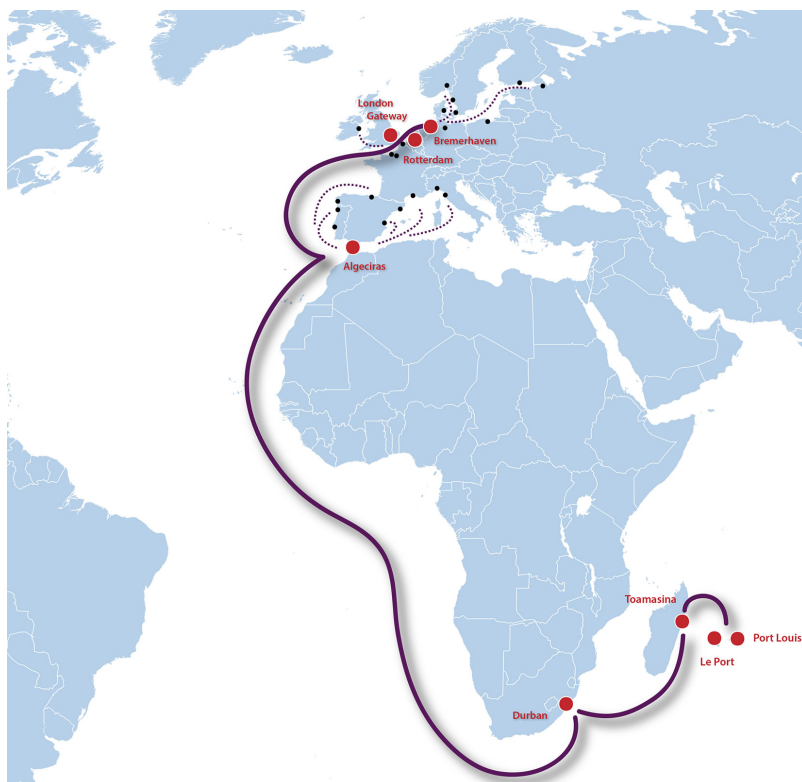 London
Gateway
Bremerhaven
Rotterdam
Algeciras
Toamasina
Port Louis
Le Port
Durban